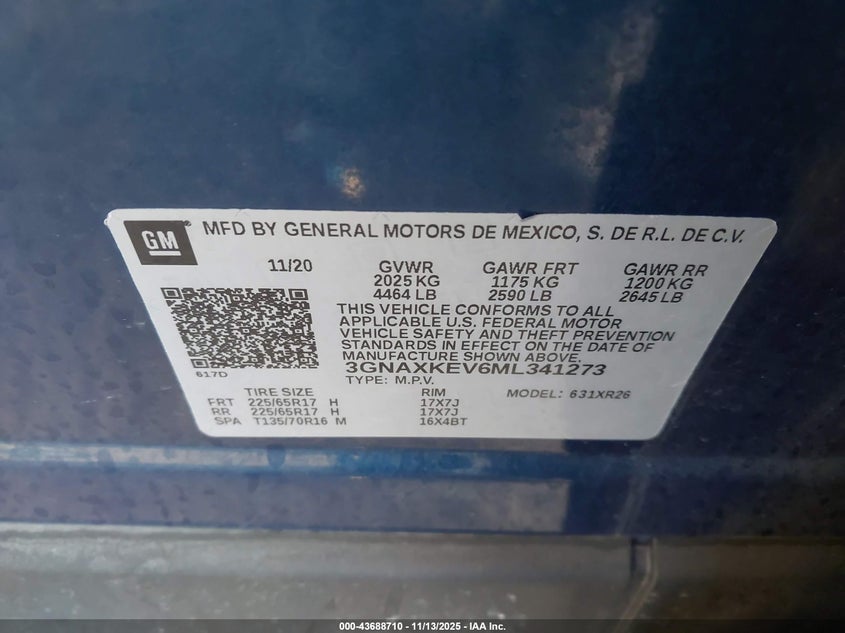 GM
MFD BY GENERAL MOTORS DE MEXICO, S. DE R.L. DE C.V.
11/20 GVWR GAWR FRT GAWR RR
2025 KG 1175 KG 1200 KG
4464 LB 2590 LB 2645 LB
THIS VEHICLE CONFORMS TO ALL
APPLICABLE U.S. FEDERAL MOTOR
VEHICLE SAFETY AND THEFT PREVENTION
STANDARDS IN EFFECT ON THE DATE OF
MANUFACTURE SHOWN ABOVE.
617D
3GNAXKEV6ML341273
TYPE: M.P.V.
TIRE SIZE RIM MODEL: 631XR26
FRT 225/65R17 H 17X7J
RR 225/65R17 H 17X7J
SPA T135/70R16 M 16X4BT
000-43688710 - 11/13/2025 - IAA Inc.